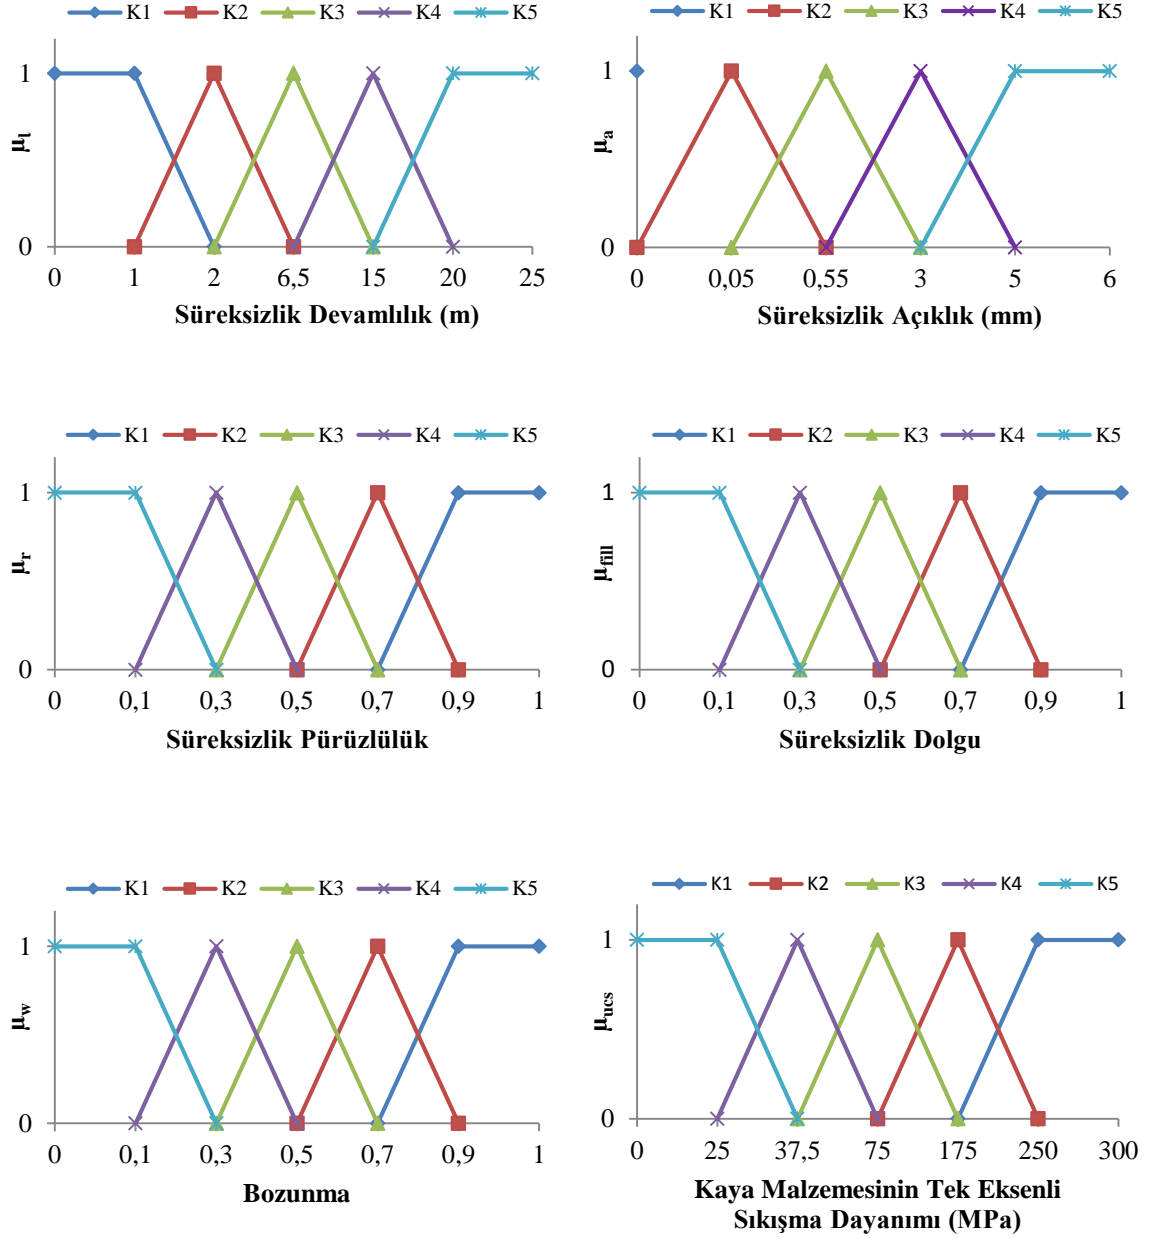 K1 K2 K3 K4 K5
1
μl
0
0 1 2 6,5 15 20 25
Süreksizlik Devamlılık (m)
K1 K2 K3 K4 K5
1
μa
0
0 0,05 0,55 3 5 6
Süreksizlik Açıklık (mm)
K1 K2 K3 K4 K5
1
μr
0
0 0,1 0,3 0,5 0,7 0,9 1
Süreksizlik Pürüzlülük
K1 K2 K3 K4 K5
1
μfill
0
0 0,1 0,3 0,5 0,7 0,9 1
Süreksizlik Dolgu
K1 K2 K3 K4 K5
1
μw
0
0 0,1 0,3 0,5 0,7 0,9 1
Bozunma
K1 K2 K3 K4 K5
1
μucs
0
0 25 37,5 75 175 250 300
Kaya Malzemesinin Tek Eksenli
Sıkışma Dayanımı (MPa)